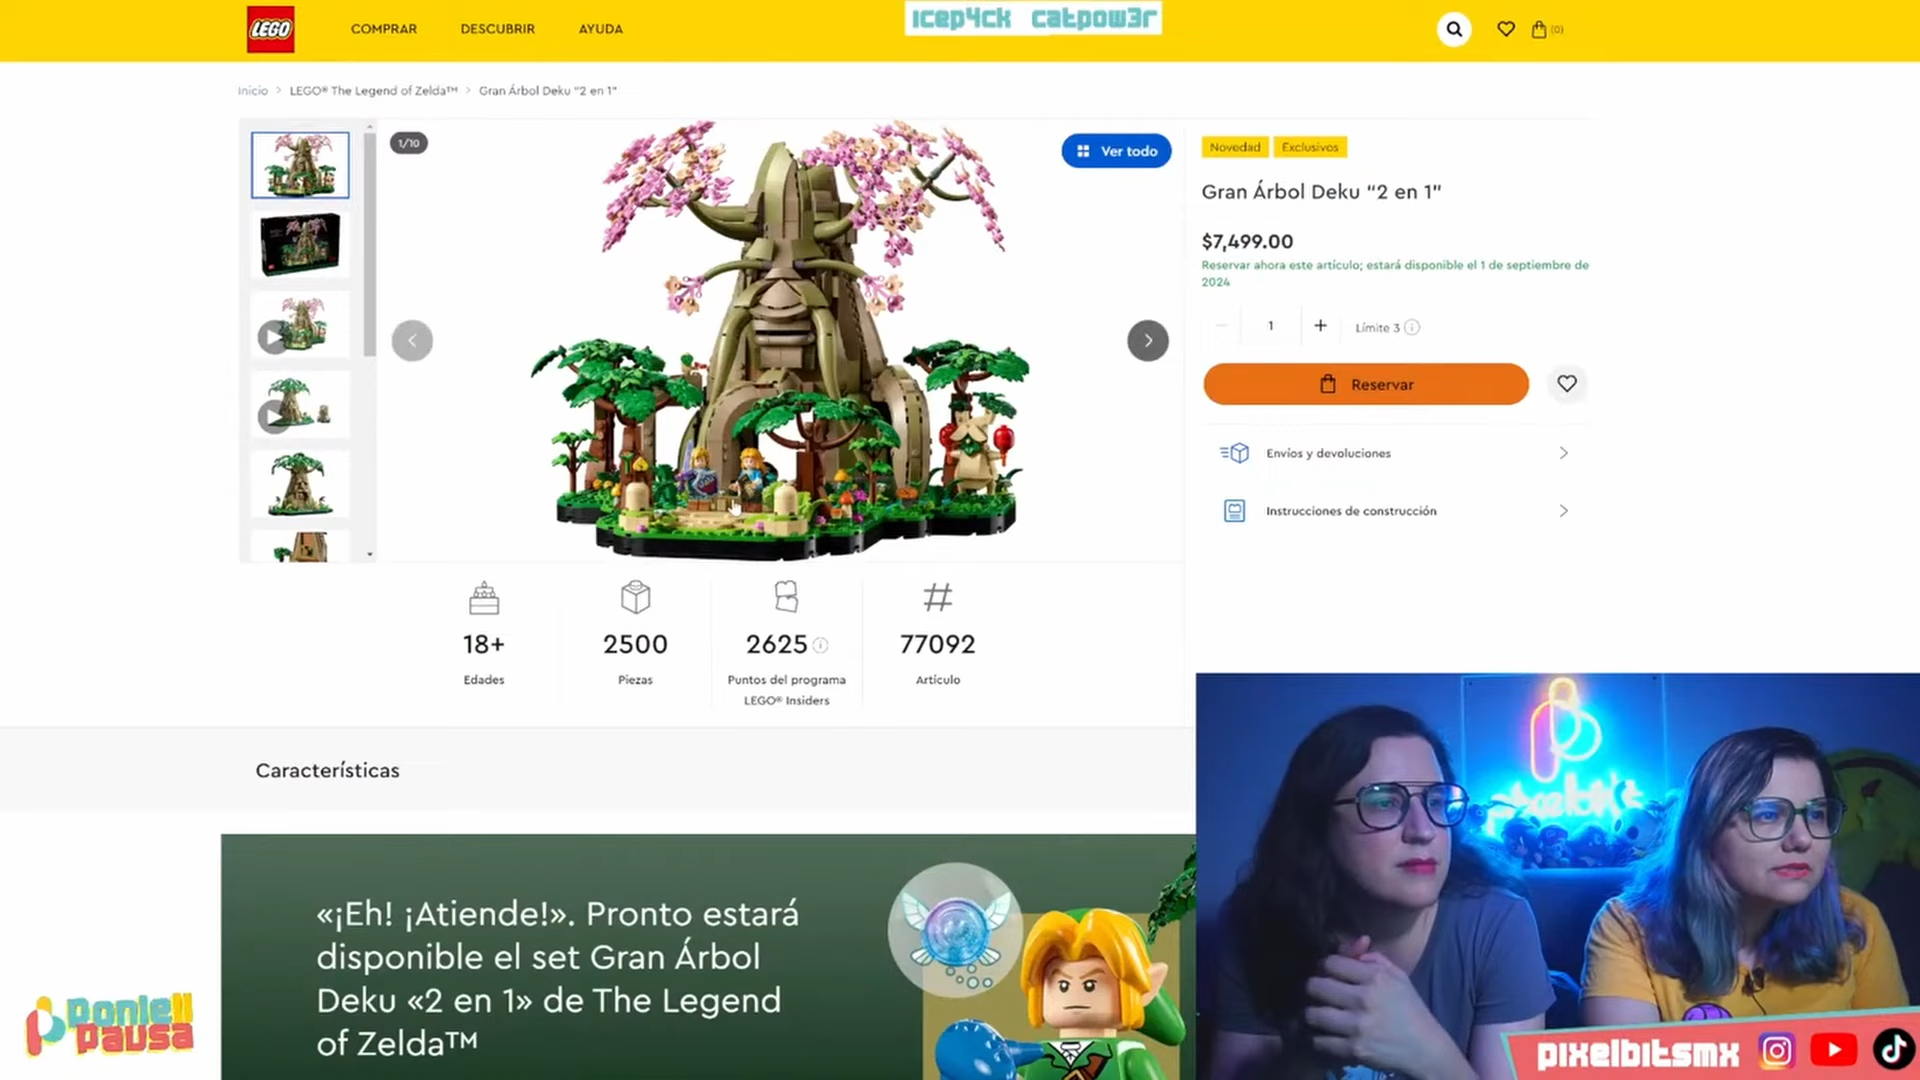 LEGO
COMPRAR
DESCUBRIR
AYUDA
icep4ck catpow3r
(0)
Inicio > LEGO® The Legend of Zelda™ > Gran Árbol Deku "2 en 1"
1/10
Ver todo
Novedad
Exclusivos
Gran Árbol Deku "2 en 1"
$7,499.00
Reservar ahora este artículo; estará disponible el 1 de septiembre de
2024
1
Límite 3
Reservar
Envíos y devoluciones
Instrucciones de construcción
18+
Edades
2500
Piezas
2625
Puntos del programa
LEGO® Insiders
77092
Artículo
Características
«¡Eh! ¡Atiende!». Pronto estará
disponible el set Gran Árbol
Deku «2 en 1» de The Legend
of Zelda™
Ponle
Pausa
pixelbits
pixelbitsmx